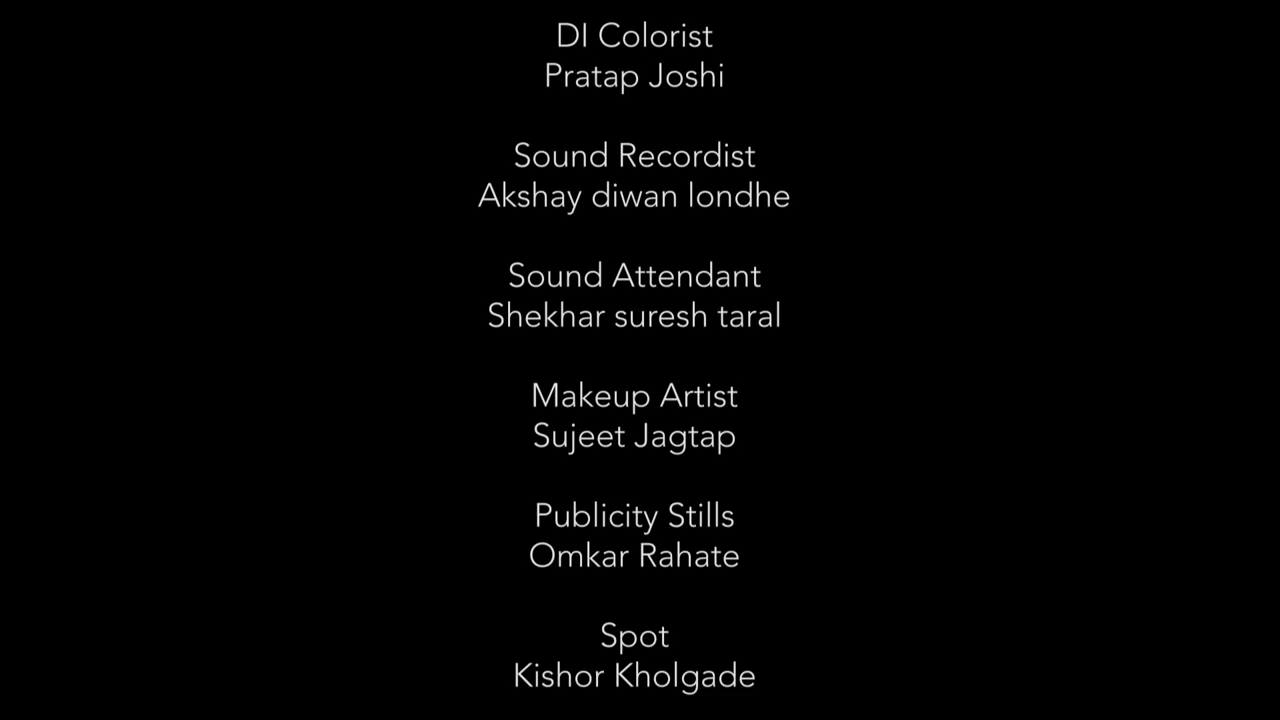 DI Colorist
Pratap Joshi
Sound Recordist
Akshay diwan londhe
Sound Attendant
Shekhar suresh taral
Makeup Artist
Sujeet Jagtap
Publicity Stills
Omkar Rahate
Spot
Kishor Kholgade